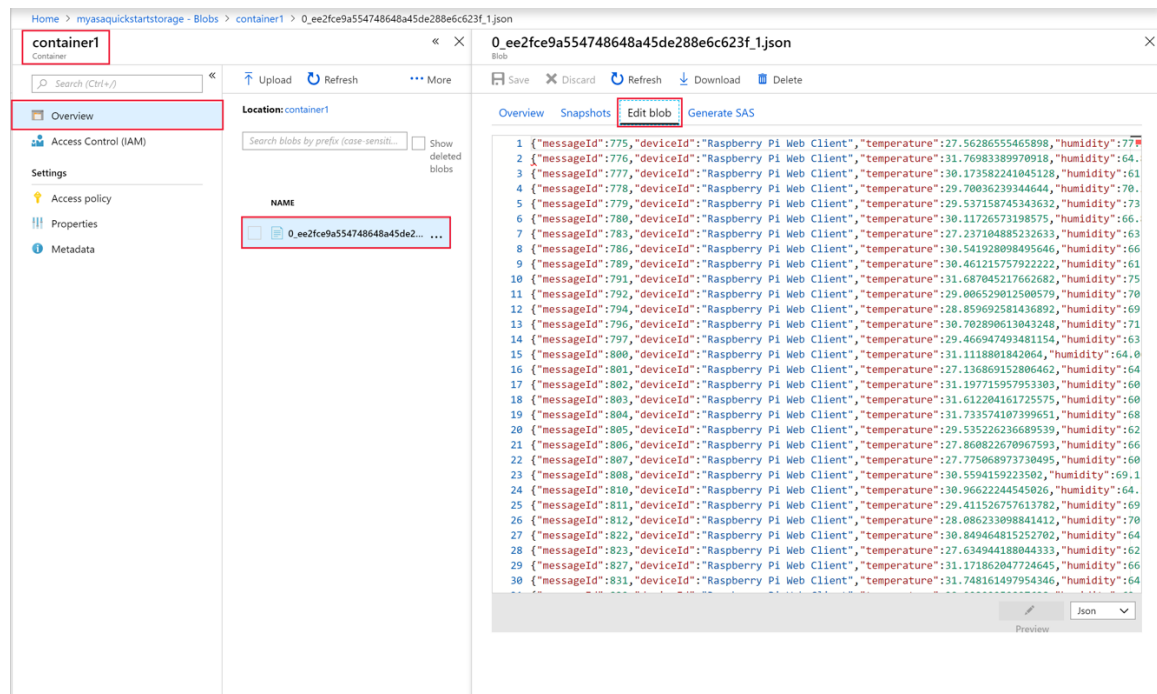 Home > myasaquickstartstorage - Blobs > container1 > 0_ee2fce9a554748648a45de288e6c623f_1.json
container1
Container
Search (Ctrl+/)
Overview
Access Control (IAM)
Settings
Access policy
Properties
Metadata
Upload Refresh More
Location: container1
Search blobs by prefix (case-sensiti...
Show deleted blobs
NAME
0_ee2fce9a554748648a45de2... ...
0_ee2fce9a554748648a45de288e6c623f_1.json
Blob
Save Discard Refresh Download Delete
Overview Snapshots Edit blob Generate SAS
1 {"messageId":775,"deviceId":"Raspberry Pi Web Client","temperature":27.56286555465898,"humidity":77
2 {"messageId":776,"deviceId":"Raspberry Pi Web Client","temperature":31.76983389970918,"humidity":64.
3 {"messageId":777,"deviceId":"Raspberry Pi Web Client","temperature":30.173582241045128,"humidity":61
4 {"messageId":778,"deviceId":"Raspberry Pi Web Client","temperature":29.70036239344644,"humidity":70.
5 {"messageId":779,"deviceId":"Raspberry Pi Web Client","temperature":29.537158745343632,"humidity":73
6 {"messageId":780,"deviceId":"Raspberry Pi Web Client","temperature":30.11726573198575,"humidity":66.
7 {"messageId":783,"deviceId":"Raspberry Pi Web Client","temperature":27.237104885232633,"humidity":63
8 {"messageId":786,"deviceId":"Raspberry Pi Web Client","temperature":30.541928098495646,"humidity":66
9 {"messageId":789,"deviceId":"Raspberry Pi Web Client","temperature":30.461215757922222,"humidity":61
10 {"messageId":791,"deviceId":"Raspberry Pi Web Client","temperature":31.687045217662682,"humidity":75
11 {"messageId":792,"deviceId":"Raspberry Pi Web Client","temperature":29.006529012500579,"humidity":70
12 {"messageId":794,"deviceId":"Raspberry Pi Web Client","temperature":28.859692581436892,"humidity":69
13 {"messageId":796,"deviceId":"Raspberry Pi Web Client","temperature":30.702890613043248,"humidity":71
14 {"messageId":797,"deviceId":"Raspberry Pi Web Client","temperature":29.466947493481154,"humidity":63
15 {"messageId":800,"deviceId":"Raspberry Pi Web Client","temperature":31.1118801842064,"humidity":64.0
16 {"messageId":801,"deviceId":"Raspberry Pi Web Client","temperature":27.136869152806462,"humidity":64
17 {"messageId":802,"deviceId":"Raspberry Pi Web Client","temperature":31.197715957953303,"humidity":60
18 {"messageId":803,"deviceId":"Raspberry Pi Web Client","temperature":31.612204161725575,"humidity":60
19 {"messageId":804,"deviceId":"Raspberry Pi Web Client","temperature":31.733574107399651,"humidity":68
20 {"messageId":805,"deviceId":"Raspberry Pi Web Client","temperature":29.535226236689539,"humidity":62
21 {"messageId":806,"deviceId":"Raspberry Pi Web Client","temperature":27.860822670967593,"humidity":66
22 {"messageId":807,"deviceId":"Raspberry Pi Web Client","temperature":27.775068973730495,"humidity":60
23 {"messageId":808,"deviceId":"Raspberry Pi Web Client","temperature":30.5594159223502,"humidity":69.1
24 {"messageId":810,"deviceId":"Raspberry Pi Web Client","temperature":30.96622244545026,"humidity":64.
25 {"messageId":811,"deviceId":"Raspberry Pi Web Client","temperature":29.411526757613782,"humidity":69
26 {"messageId":812,"deviceId":"Raspberry Pi Web Client","temperature":28.086233098841412,"humidity":70
27 {"messageId":822,"deviceId":"Raspberry Pi Web Client","temperature":30.849464815252702,"humidity":64
28 {"messageId":823,"deviceId":"Raspberry Pi Web Client","temperature":27.634944188044333,"humidity":62
29 {"messageId":827,"deviceId":"Raspberry Pi Web Client","temperature":31.171862047724645,"humidity":66
30 {"messageId":831,"deviceId":"Raspberry Pi Web Client","temperature":31.748161497954346,"humidity":64
Preview
Json